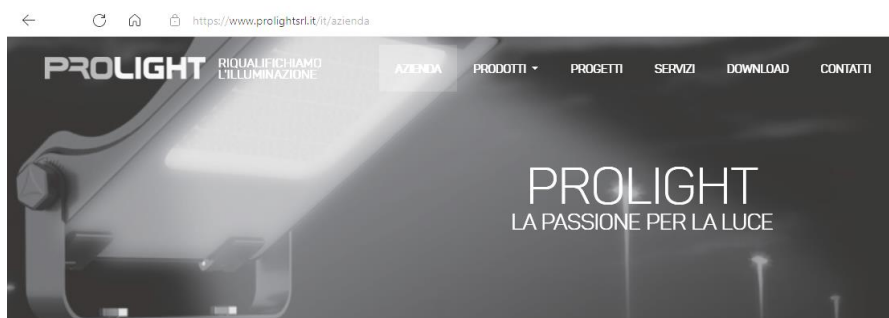 https://www.prolightsrl.it/it/azienda
PROLIGHT RIQUALIFICHIAMO
L'ILLUMINAZIONE
AZIENDA PRODOTTI PROGETTI SERVIZI DOWNLOAD CONTATTI
PROLIGHT
LA PASSIONE PER LA LUCE